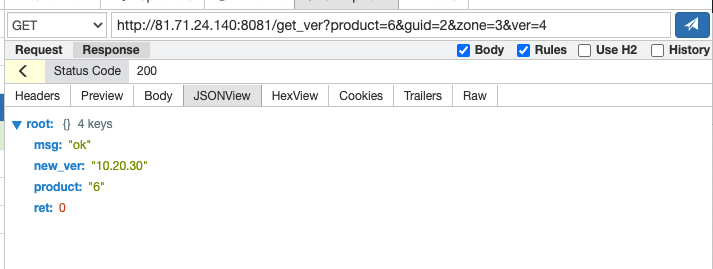 GET http://81.71.24.140:8081/get_ver?product=6&guid=2&zone=3&ver=4
Request Response Body Rules Use H2 History
Status Code 200
Headers Preview Body JSONView HexView Cookies Trailers Raw
root: {} 4 keys
msg: "ok"
new_ver: "10.20.30"
product: "6"
ret: 0